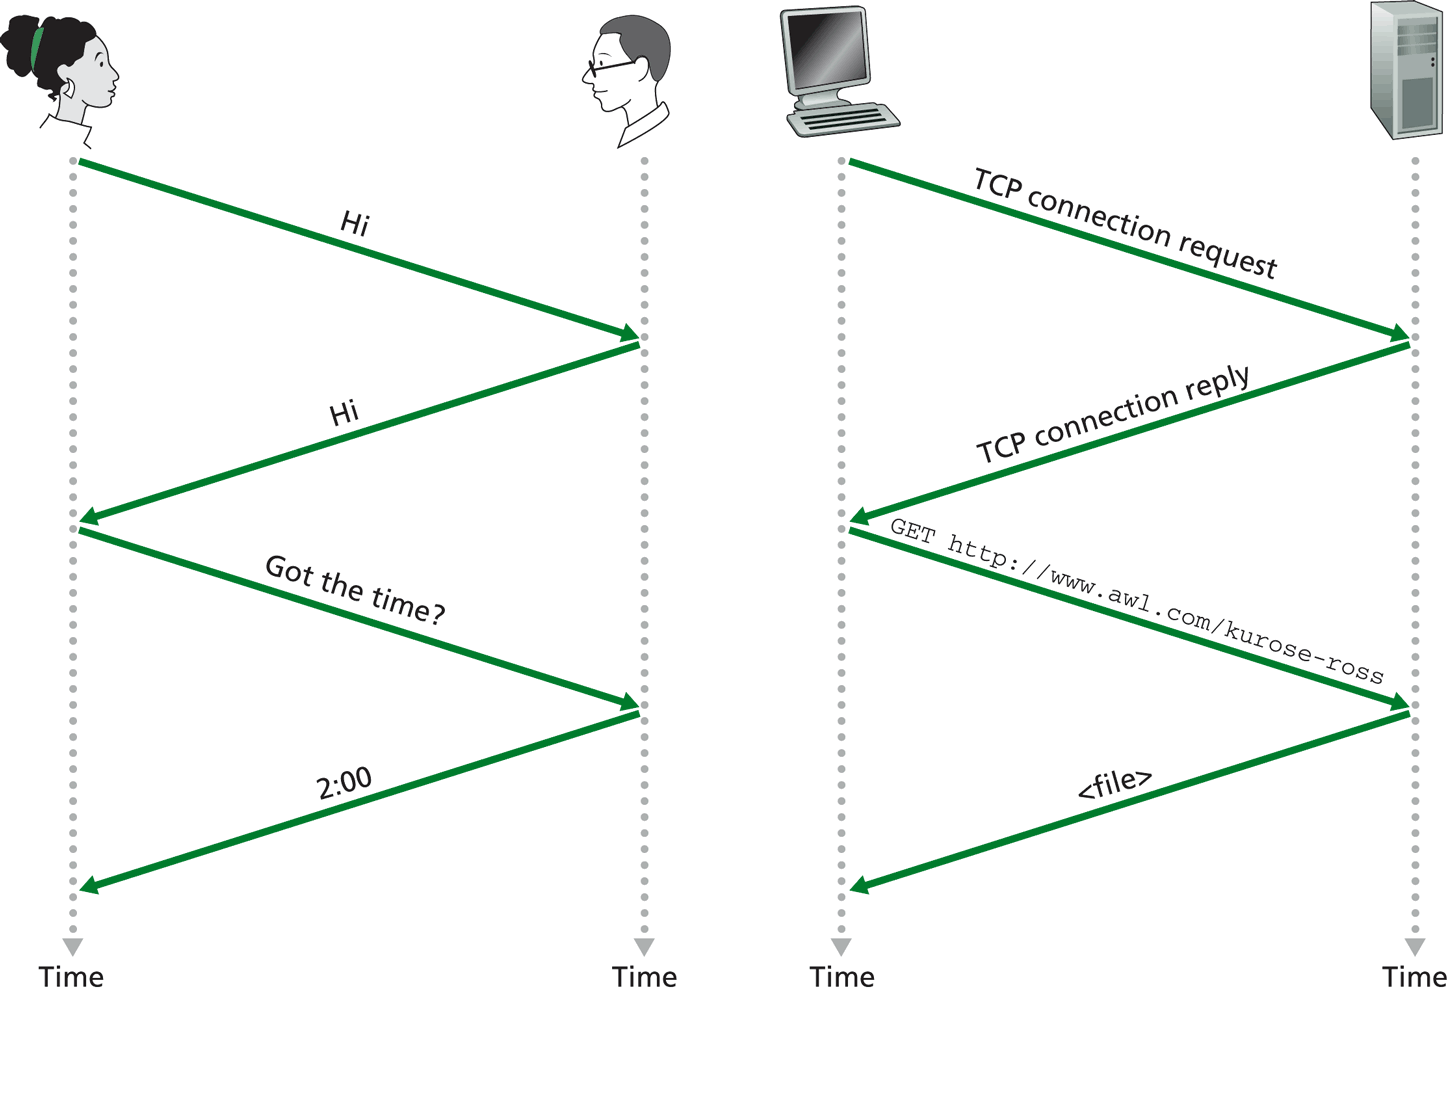 Hi
Hi
Got the time?
2:00
Time
Time
TCP connection request
TCP connection reply
GET http://www.awl.com/kurose-ross
<file>
Time
Time